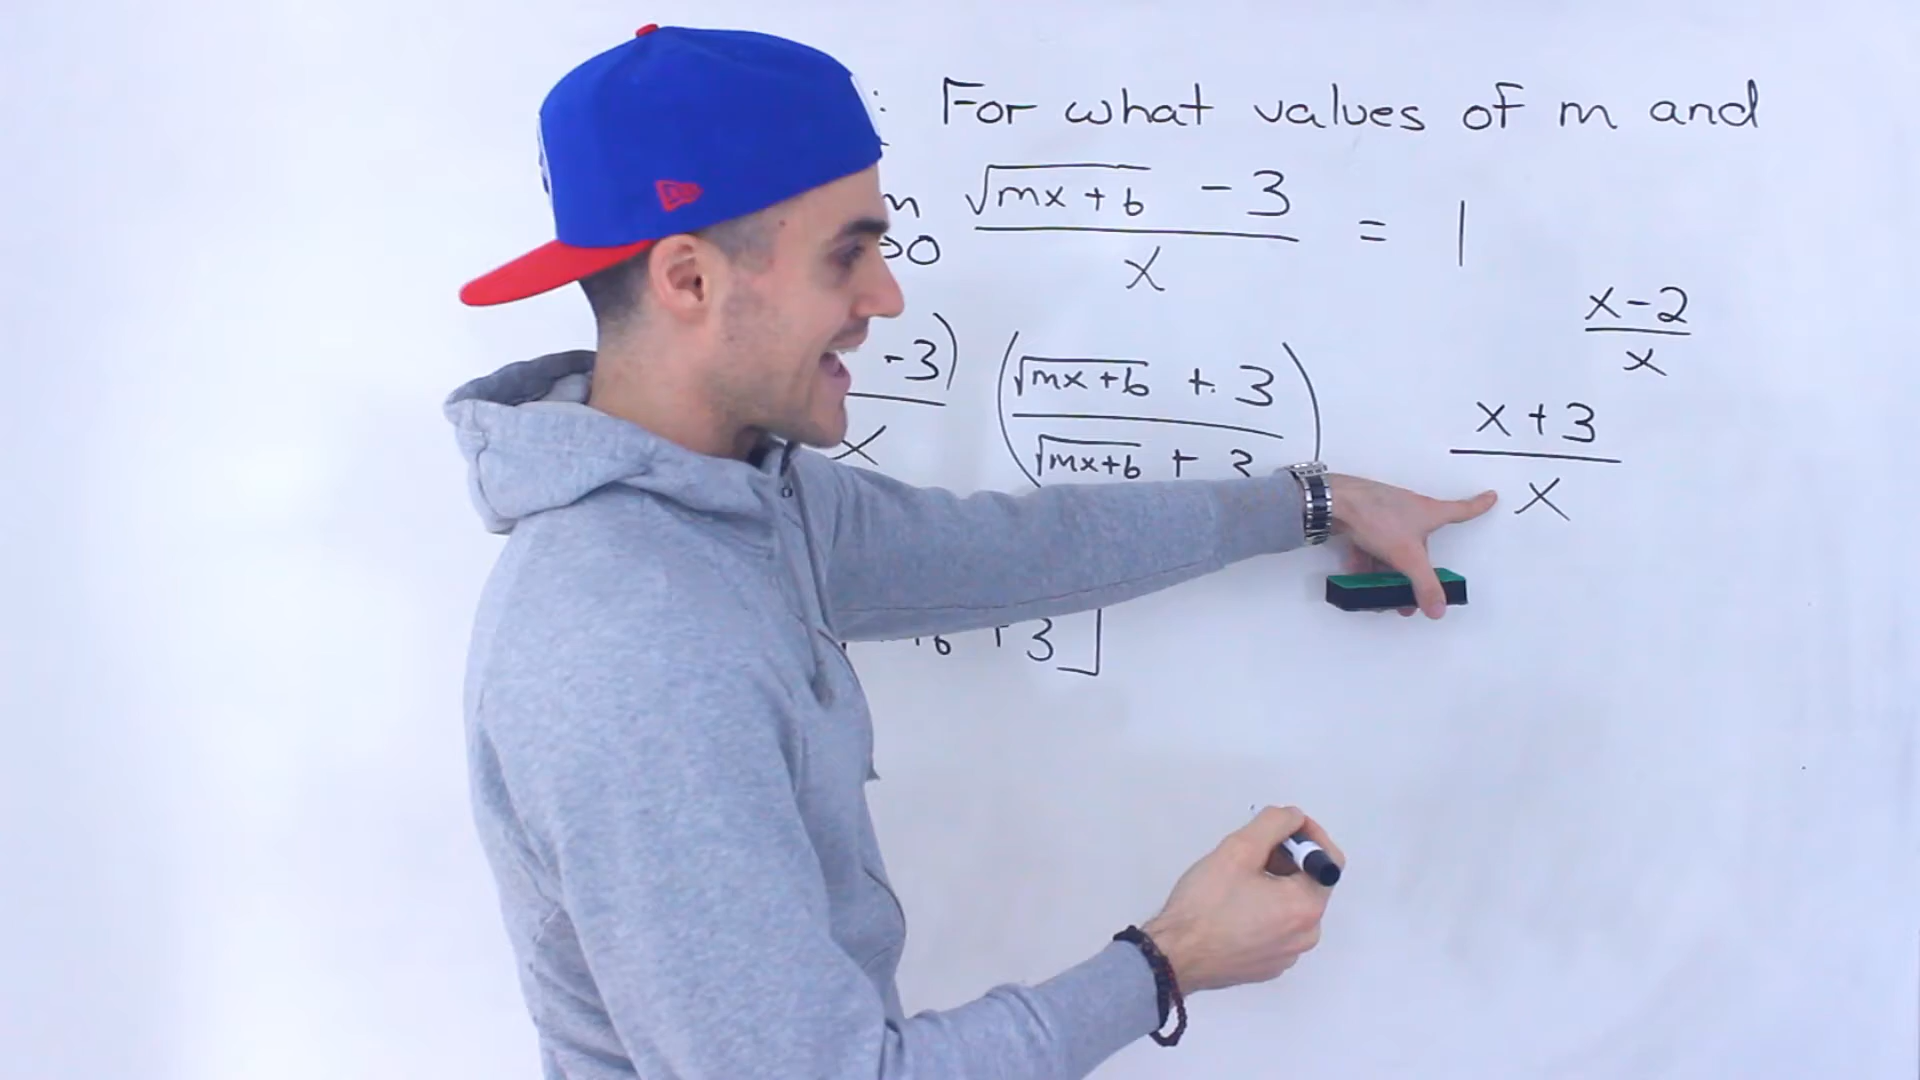 : For what values of m and
m √mx+b - 3
→0 x = 1
x-2
x
-3) (√mx+b + 3)
x √mx+b + 3
x+3
x
+b + 3]